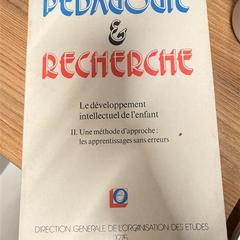 PEDAGOGIE
&
RECHERCHE
Le développement
intellectuel de l'enfant
II. Une méthode d'approche :
les apprentissages sans erreurs
DIRECTION GENERALE DE L'ORGANISATION DES ETUDES